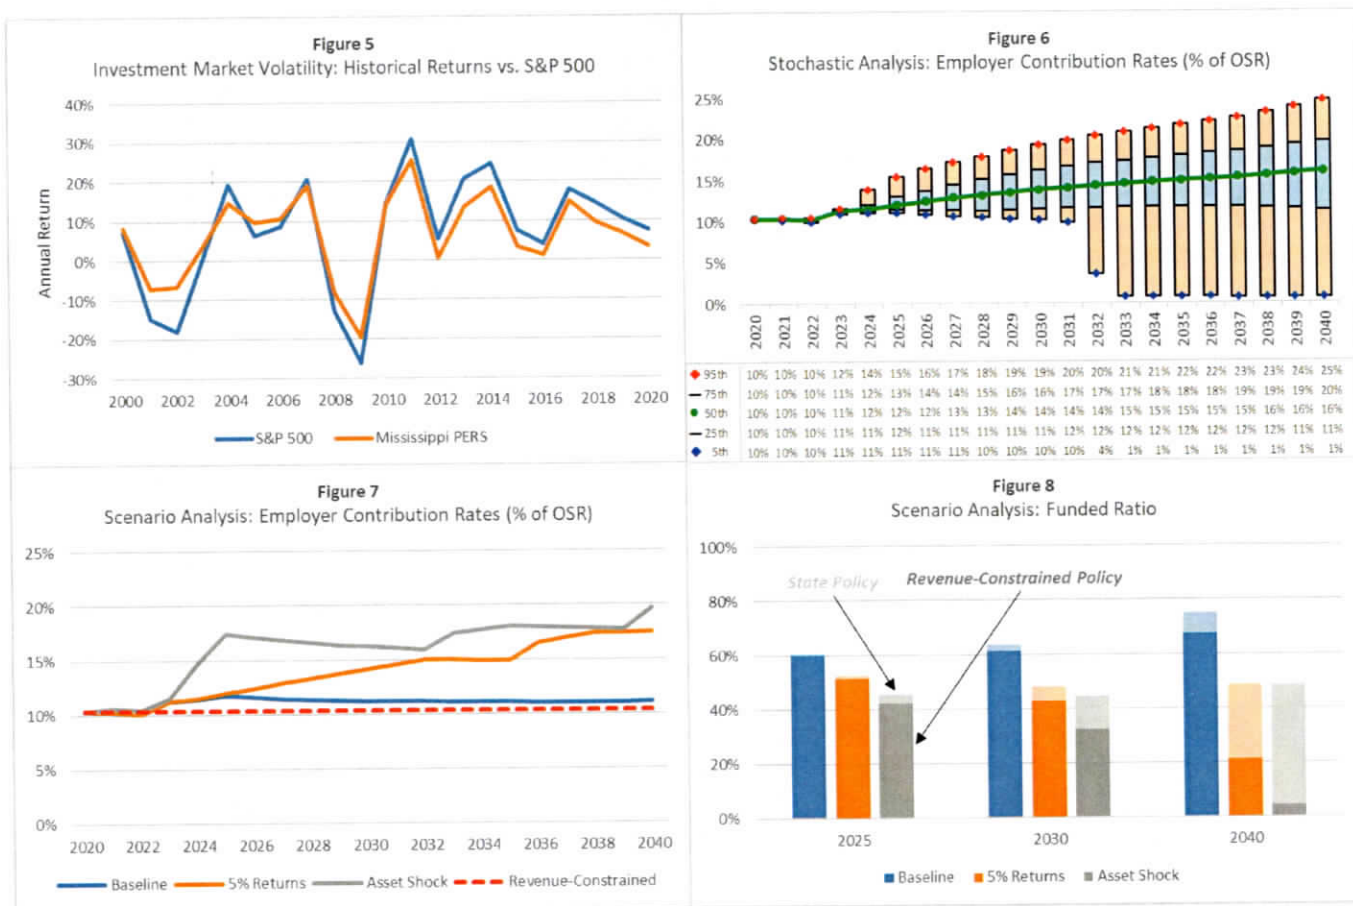 Figure 5
Investment Market Volatility: Historical Returns vs. S&P 500
40%
30%
20%
10%
0%
-10%
-20%
-30%
Annual Return
2000 2002 2004 2006 2008 2010 2012 2014 2016 2018 2020
S&P 500 Mississippi PERS
Figure 6
Stochastic Analysis: Employer Contribution Rates (% of OSR)
25%
20%
15%
10%
5%
0%
2020 2021 2022 2023 2024 2025 2026 2027 2028 2029 2030 2031 2032 2033 2034 2035 2036 2037 2038 2039 2040
95th 10% 10% 10% 12% 14% 15% 16% 17% 18% 19% 19% 20% 20% 21% 21% 22% 22% 23% 23% 24% 25%
75th 10% 10% 10% 11% 12% 13% 14% 14% 15% 16% 16% 17% 17% 17% 18% 18% 18% 19% 19% 19% 20%
50th 10% 10% 10% 11% 12% 12% 12% 13% 13% 14% 14% 14% 14% 15% 15% 15% 15% 15% 16% 16% 16%
25th 10% 10% 10% 11% 11% 12% 11% 11% 11% 11% 11% 12% 12% 12% 12% 12% 12% 12% 12% 11% 11%
5th 10% 10% 10% 11% 11% 11% 11% 11% 10% 10% 10% 10% 4% 1% 1% 1% 1% 1% 1% 1% 1%
Figure 7
Scenario Analysis: Employer Contribution Rates (% of OSR)
25%
20%
15%
10%
5%
0%
2020 2022 2024 2026 2028 2030 2032 2034 2036 2038 2040
Baseline 5% Returns Asset Shock Revenue-Constrained
Figure 8
Scenario Analysis: Funded Ratio
100%
80%
60%
40%
20%
0%
State Policy Revenue-Constrained Policy
2025 2030 2040
Baseline 5% Returns Asset Shock